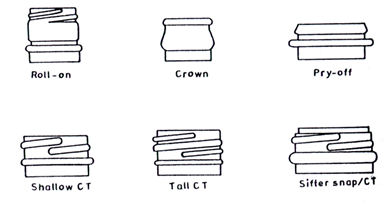 Roll-on
Crown
Pry-off
Shallow CT
Tall CT
Sifter snap/CT